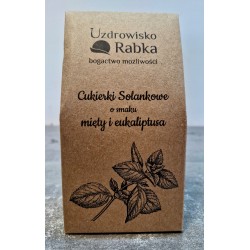 Uzdrowisko
Rabka
bogactwo możliwości
Cukierki Solankowe
o smaku
mięty i eukaliptusa